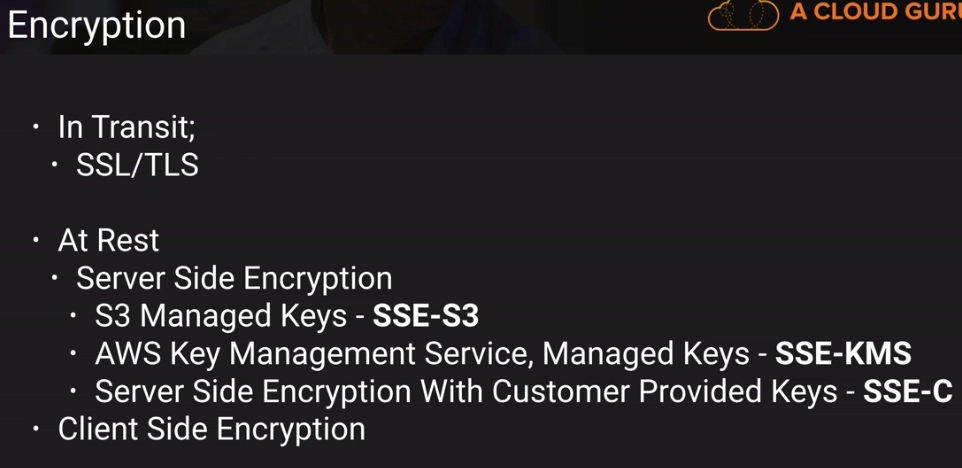 Encryption
A CLOUD GURU
· In Transit;
· SSL/TLS
· At Rest
· Server Side Encryption
· S3 Managed Keys - SSE-S3
· AWS Key Management Service, Managed Keys - SSE-KMS
· Server Side Encryption With Customer Provided Keys - SSE-C
· Client Side Encryption